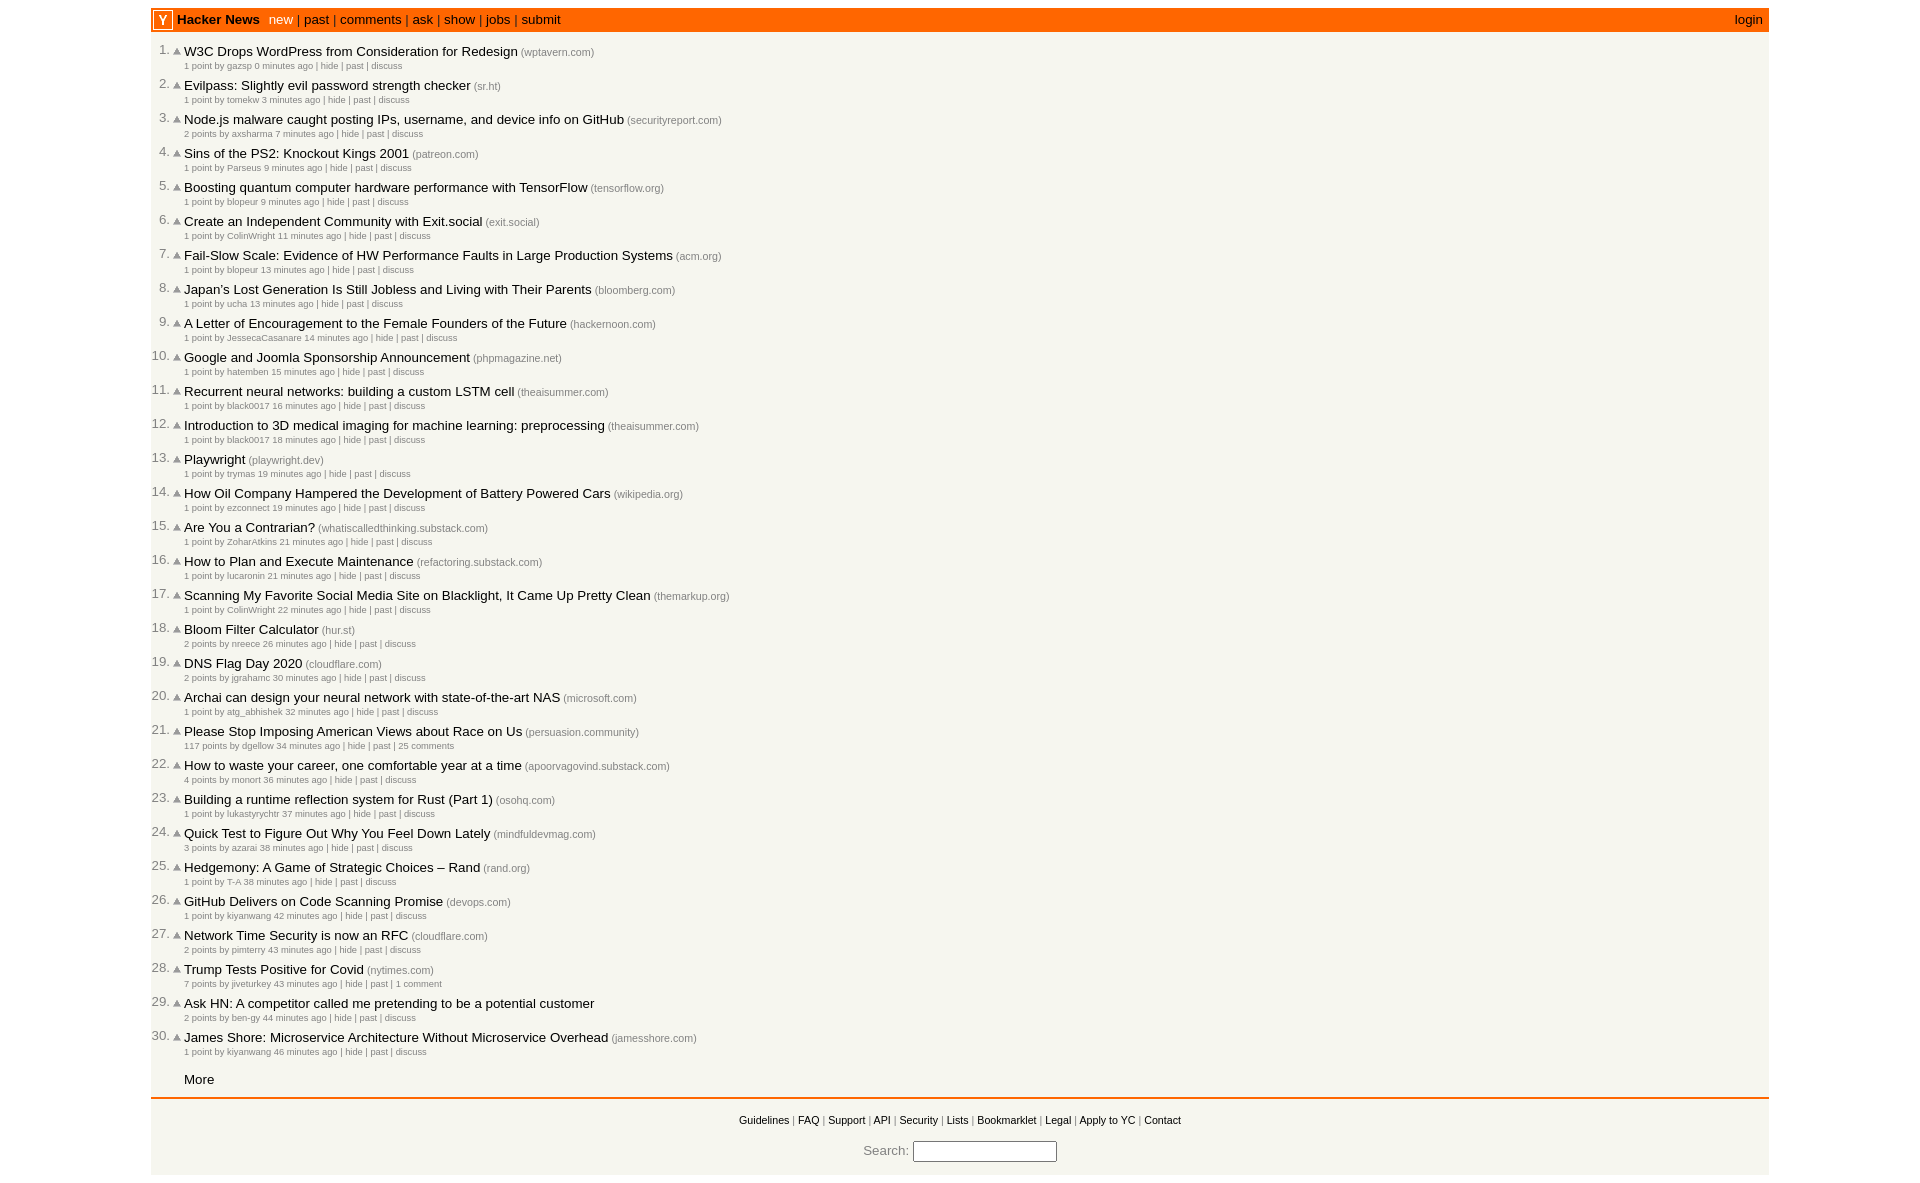 Y Hacker News new | past | comments | ask | show | jobs | submit login
1. W3C Drops WordPress from Consideration for Redesign (wptavern.com)
1 point by gazsp 0 minutes ago | hide | past | discuss
2. Evilpass: Slightly evil password strength checker (sr.ht)
1 point by tomekw 3 minutes ago | hide | past | discuss
3. Node.js malware caught posting IPs, username, and device info on GitHub (securityreport.com)
2 points by axsharma 7 minutes ago | hide | past | discuss
4. Sins of the PS2: Knockout Kings 2001 (patreon.com)
1 point by Parseus 9 minutes ago | hide | past | discuss
5. Boosting quantum computer hardware performance with TensorFlow (tensorflow.org)
1 point by blopeur 9 minutes ago | hide | past | discuss
6. Create an Independent Community with Exit.social (exit.social)
1 point by ColinWright 11 minutes ago | hide | past | discuss
7. Fail-Slow Scale: Evidence of HW Performance Faults in Large Production Systems (acm.org)
1 point by blopeur 13 minutes ago | hide | past | discuss
8. Japan’s Lost Generation Is Still Jobless and Living with Their Parents (bloomberg.com)
1 point by ucha 13 minutes ago | hide | past | discuss
9. A Letter of Encouragement to the Female Founders of the Future (hackernoon.com)
1 point by JessecaCasanare 14 minutes ago | hide | past | discuss
10. Google and Joomla Sponsorship Announcement (phpmagazine.net)
1 point by hatemben 15 minutes ago | hide | past | discuss
11. Recurrent neural networks: building a custom LSTM cell (theaisummer.com)
1 point by black0017 16 minutes ago | hide | past | discuss
12. Introduction to 3D medical imaging for machine learning: preprocessing (theaisummer.com)
1 point by black0017 18 minutes ago | hide | past | discuss
13. Playwright (playwright.dev)
1 point by trymas 19 minutes ago | hide | past | discuss
14. How Oil Company Hampered the Development of Battery Powered Cars (wikipedia.org)
1 point by ezconnect 19 minutes ago | hide | past | discuss
15. Are You a Contrarian? (whatiscalledthinking.substack.com)
1 point by ZoharAtkins 21 minutes ago | hide | past | discuss
16. How to Plan and Execute Maintenance (refactoring.substack.com)
1 point by lucaronin 21 minutes ago | hide | past | discuss
17. Scanning My Favorite Social Media Site on Blacklight, It Came Up Pretty Clean (themarkup.org)
1 point by ColinWright 22 minutes ago | hide | past | discuss
18. Bloom Filter Calculator (hur.st)
2 points by nreece 26 minutes ago | hide | past | discuss
19. DNS Flag Day 2020 (cloudflare.com)
2 points by jgrahamc 30 minutes ago | hide | past | discuss
20. Archai can design your neural network with state-of-the-art NAS (microsoft.com)
1 point by atg_abhishek 32 minutes ago | hide | past | discuss
21. Please Stop Imposing American Views about Race on Us (persuasion.community)
117 points by dgellow 34 minutes ago | hide | past | 25 comments
22. How to waste your career, one comfortable year at a time (apoorvagovind.substack.com)
4 points by monort 36 minutes ago | hide | past | discuss
23. Building a runtime reflection system for Rust (Part 1) (osohq.com)
1 point by lukastyrychtr 37 minutes ago | hide | past | discuss
24. Quick Test to Figure Out Why You Feel Down Lately (mindfuldevmag.com)
3 points by azarai 38 minutes ago | hide | past | discuss
25. Hedgemony: A Game of Strategic Choices – Rand (rand.org)
1 point by T-A 38 minutes ago | hide | past | discuss
26. GitHub Delivers on Code Scanning Promise (devops.com)
1 point by kiyanwang 42 minutes ago | hide | past | discuss
27. Network Time Security is now an RFC (cloudflare.com)
2 points by pimterry 43 minutes ago | hide | past | discuss
28. Trump Tests Positive for Covid (nytimes.com)
7 points by jiveturkey 43 minutes ago | hide | past | 1 comment
29. Ask HN: A competitor called me pretending to be a potential customer
2 points by ben-gy 44 minutes ago | hide | past | discuss
30. James Shore: Microservice Architecture Without Microservice Overhead (jamesshore.com)
1 point by kiyanwang 46 minutes ago | hide | past | discuss
More
Guidelines | FAQ | Support | API | Security | Lists | Bookmarklet | Legal | Apply to YC | Contact
Search: